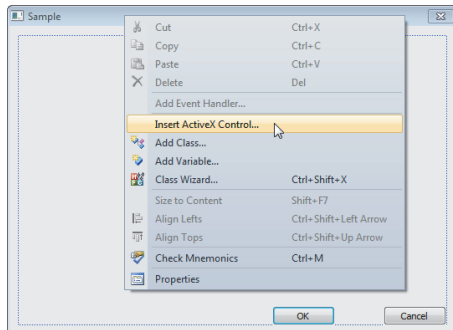 Sample
Cut Ctrl+X
Copy Ctrl+C
Paste Ctrl+V
Delete Del
Add Event Handler...
Insert ActiveX Control...
Add Class...
Add Variable...
Class Wizard... Ctrl+Shift+X
Size to Content Shift+F7
Align Lefts Ctrl+Shift+Left Arrow
Align Tops Ctrl+Shift+Up Arrow
Check Mnemonics Ctrl+M
Properties
OK Cancel